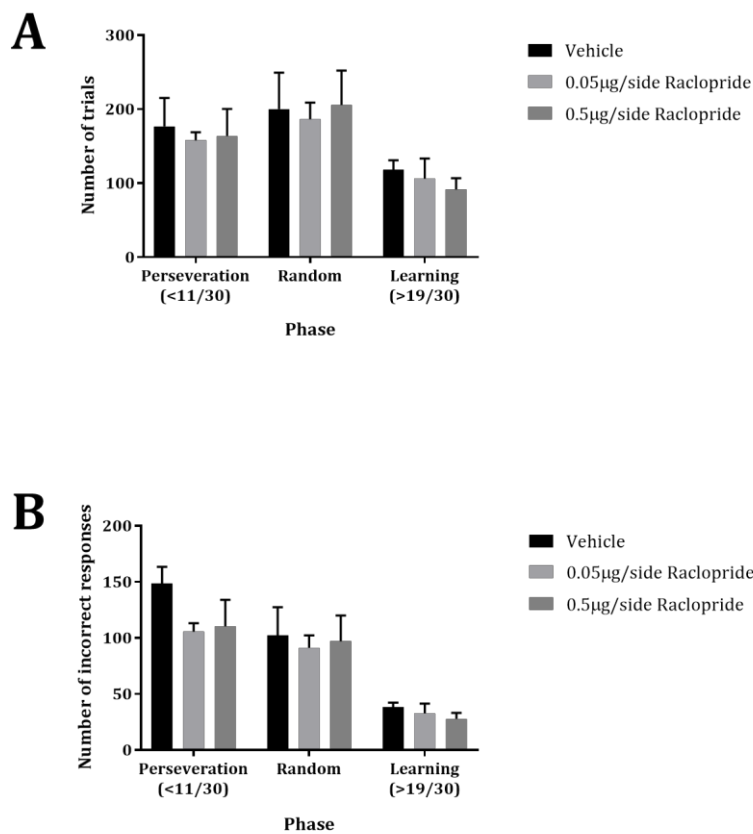 A
300
200
100
0
Number of trials
Perseveration
(<11/30)
Random
Learning
(>19/30)
Phase
Vehicle
0.05µg/side Raclopride
0.5µg/side Raclopride
B
200
150
100
50
0
Number of incorrect responses
Perseveration
(<11/30)
Random
Learning
(>19/30)
Phase
Vehicle
0.05µg/side Raclopride
0.5µg/side Raclopride